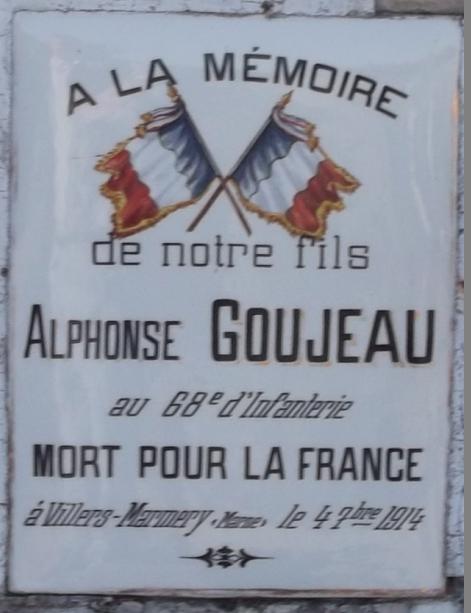 A LA MÉMOIRE
de notre fils
ALPHONSE GOUJEAU
au 68e d'Infanterie
MORT POUR LA FRANCE
á Villers-Marmery «Marne» le 4 7bre 1914